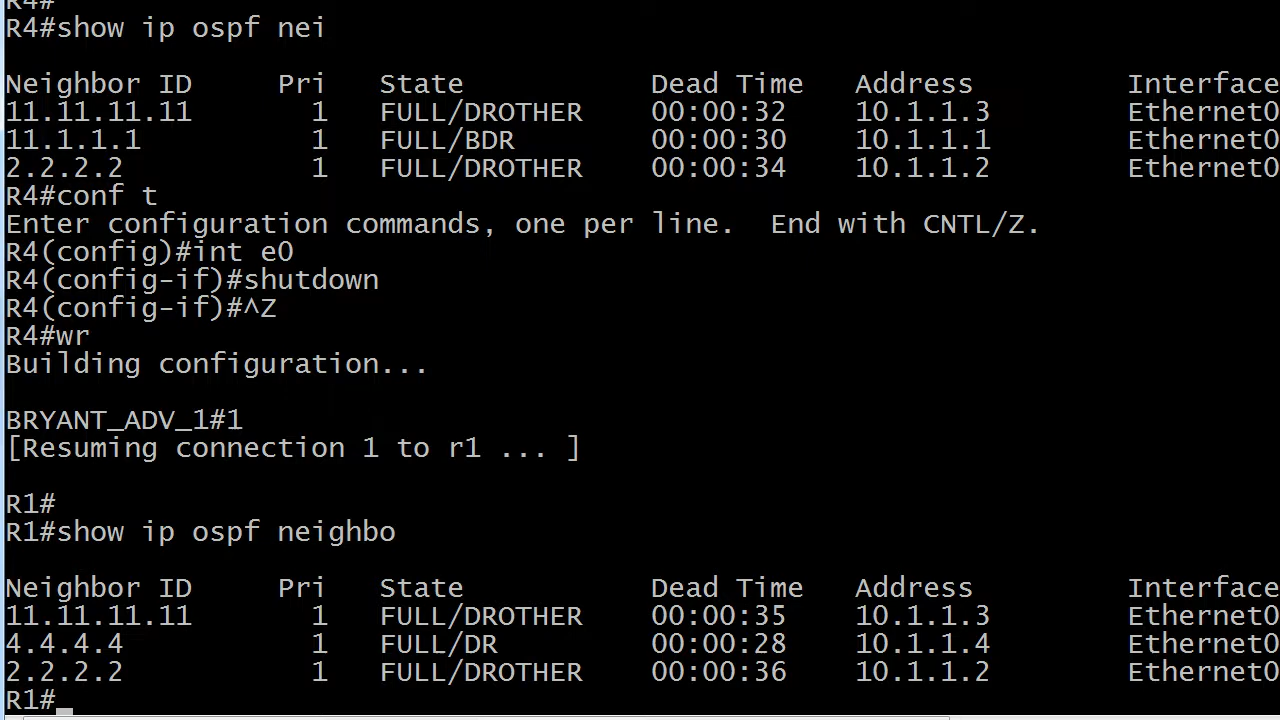 R4#
R4#show ip ospf nei
Neighbor ID Pri State Dead Time Address Interface
11.11.11.11 1 FULL/DROTHER 00:00:32 10.1.1.3 Ethernet0
11.1.1.1 1 FULL/BDR 00:00:30 10.1.1.1 Ethernet0
2.2.2.2 1 FULL/DROTHER 00:00:34 10.1.1.2 Ethernet0
R4#conf t
Enter configuration commands, one per line. End with CNTL/Z.
R4(config)#int e0
R4(config-if)#shutdown
R4(config-if)#^Z
R4#wr
Building configuration...
BRYANT_ADV_1#1
[Resuming connection 1 to r1 ... ]
R1#
R1#show ip ospf neighbo
Neighbor ID Pri State Dead Time Address Interface
11.11.11.11 1 FULL/DROTHER 00:00:35 10.1.1.3 Ethernet0
4.4.4.4 1 FULL/DR 00:00:28 10.1.1.4 Ethernet0
2.2.2.2 1 FULL/DROTHER 00:00:36 10.1.1.2 Ethernet0
R1#